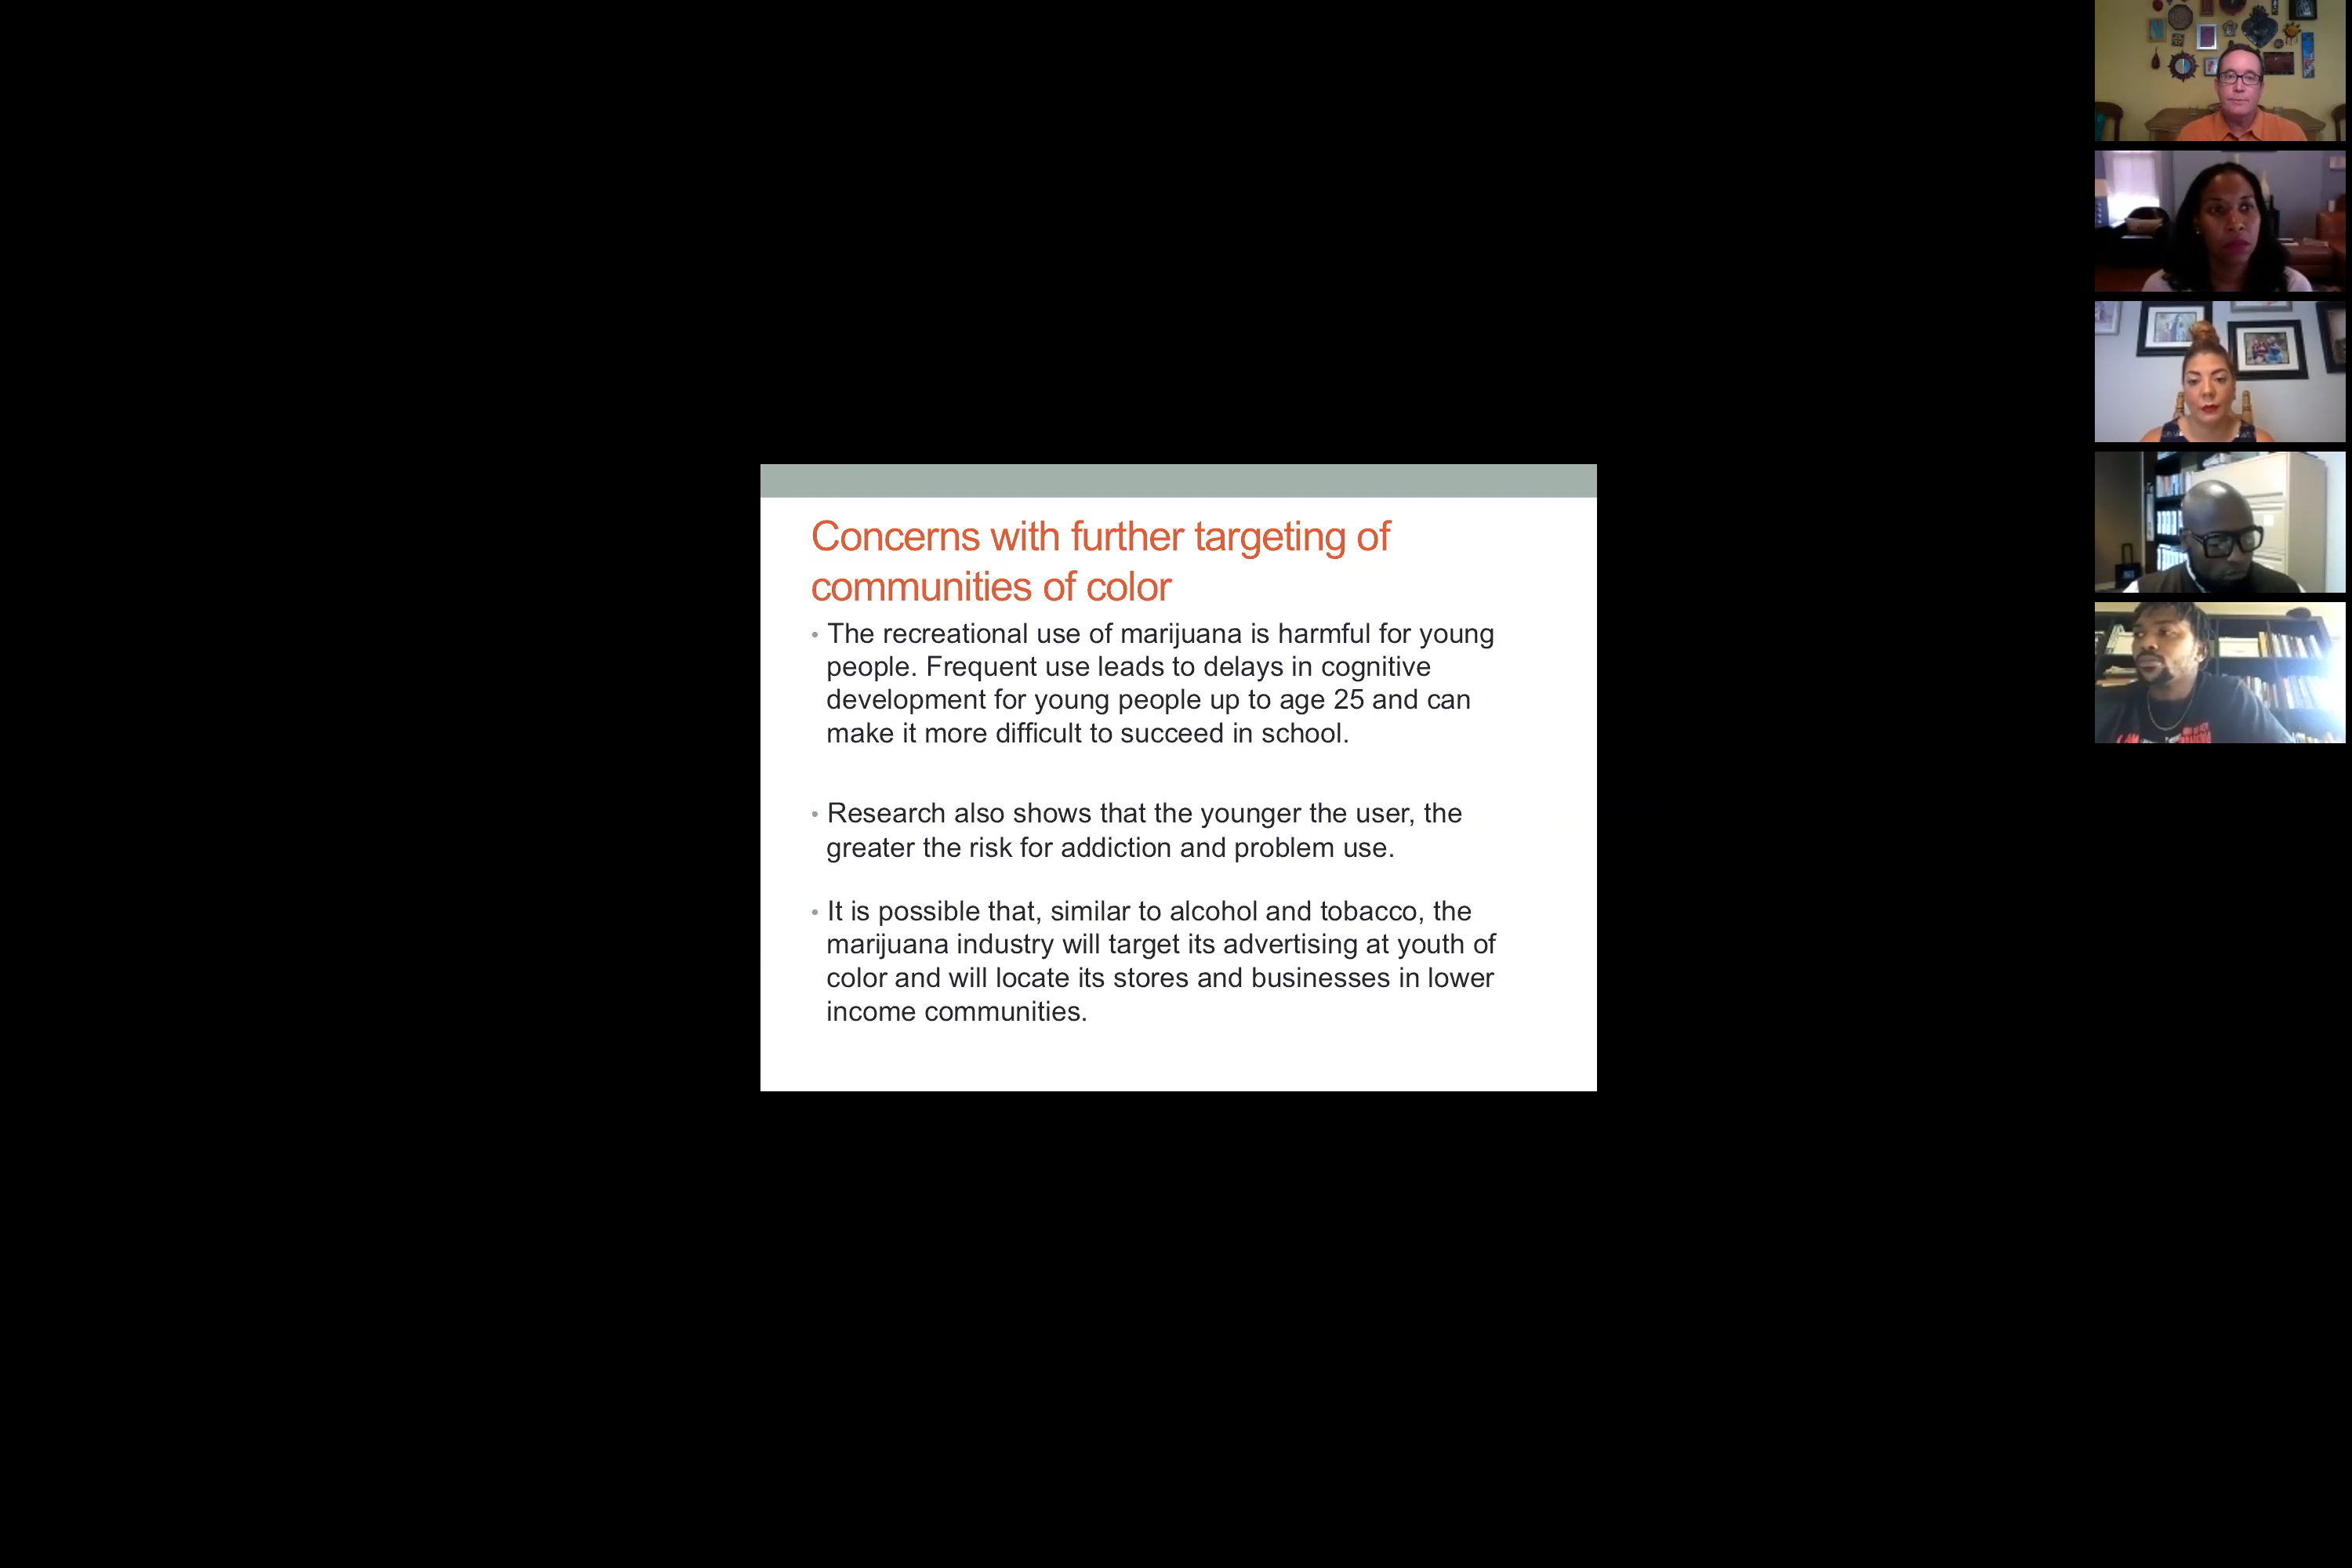 Concerns with further targeting of
communities of color
• The recreational use of marijuana is harmful for young
people. Frequent use leads to delays in cognitive
development for young people up to age 25 and can
make it more difficult to succeed in school.
• Research also shows that the younger the user, the
greater the risk for addiction and problem use.
• It is possible that, similar to alcohol and tobacco, the
marijuana industry will target its advertising at youth of
color and will locate its stores and businesses in lower
income communities.
I AM